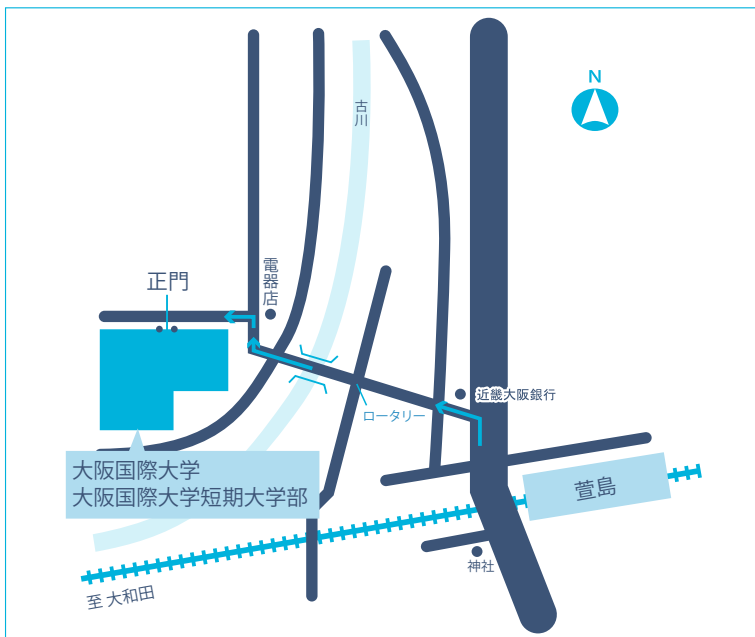 N
古川
電器店
正門
近畿大阪銀行
ロータリー
大阪国際大学
大阪国際大学短期大学部
萱島
神社
至 大和田